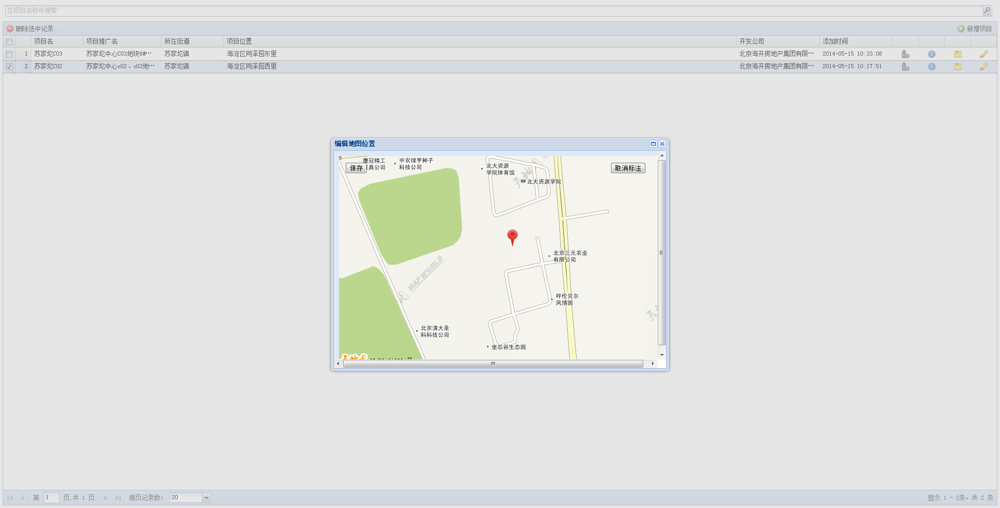 在项目名称中搜索
删除选中记录
新增项目
项目名 项目推广名 所在街道 项目位置 开发公司 添加时间
1 苏家坨C03 苏家坨中心C03地块8#… 苏家坨镇 海淀区同泽园东里 北京海开房地产集团有限… 2014-05-15 10:33:08
2 苏家坨C02 苏家坨中心c02、c03地… 苏家坨镇 海淀区同泽园西里 北京海开房地产集团有限… 2014-05-15 10:17:51
编辑地图位置
保存
取消标注
鹰冠精工
家具公司
中农绿亨种子
科技公司
北大资源
学院体育馆
北大资源学院
北京三元农业
有限公司
呼伦贝尔
风情园
北京清大圣
科科技公司
坐忘谷生态园
MAP WORLD
天地图
第 1 页,共 1 页 每页记录数: 20
显示 1 - 2条，共 2 条